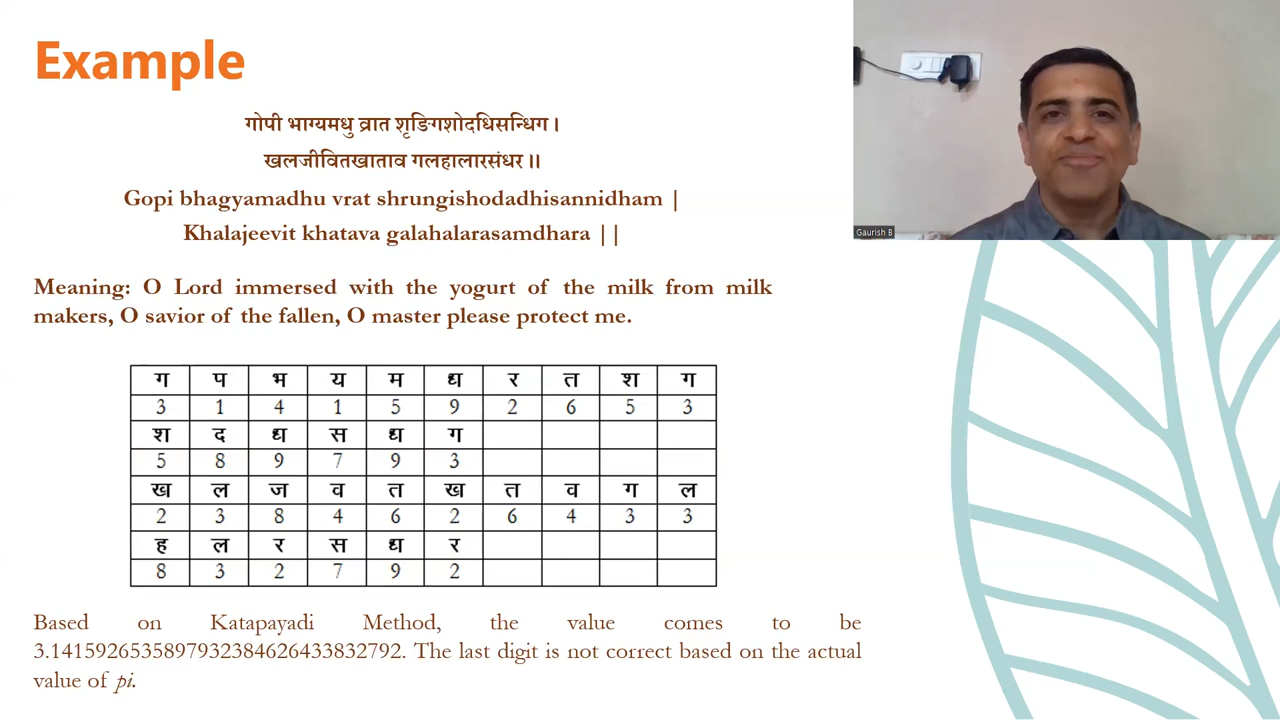 Example
गोपी भाग्यमधु व्रात शृङिगशोदधिसन्धिग ।
खलजीवितखाताव गलहालारसंधर ।।
Gopi bhagyamadhu vrat shrungishodadhisannidham |
Khalajeevit khatava galahalarasamdhara ||
Meaning: O Lord immersed with the yogurt of the milk from milk
makers, O savior of the fallen, O master please protect me.
ग प भ य म ध र त श ग
3 1 4 1 5 9 2 6 5 3
श द ध स ध ग
5 8 9 7 9 3
ख ल ज व त ख त व ग ल
2 3 8 4 6 2 6 4 3 3
ह ल र स ध र
8 3 2 7 9 2
Based on Katapayadi Method, the value comes to be
3.1415926535897932384626433832792. The last digit is not correct based on the actual
value of pi.
Gaurish B